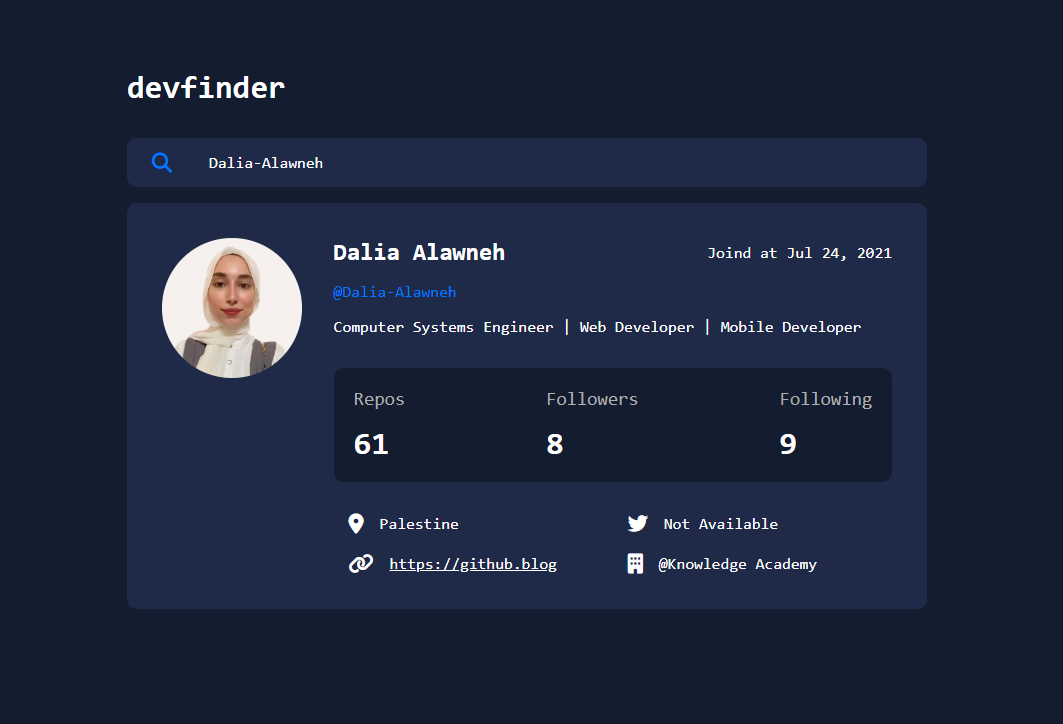 devfinder
Dalia-Alawneh
Dalia Alawneh
Joind at Jul 24, 2021
@Dalia-Alawneh
Computer Systems Engineer | Web Developer | Mobile Developer
Repos Followers Following
61 8 9
Palestine
Not Available
https://github.blog
@Knowledge Academy